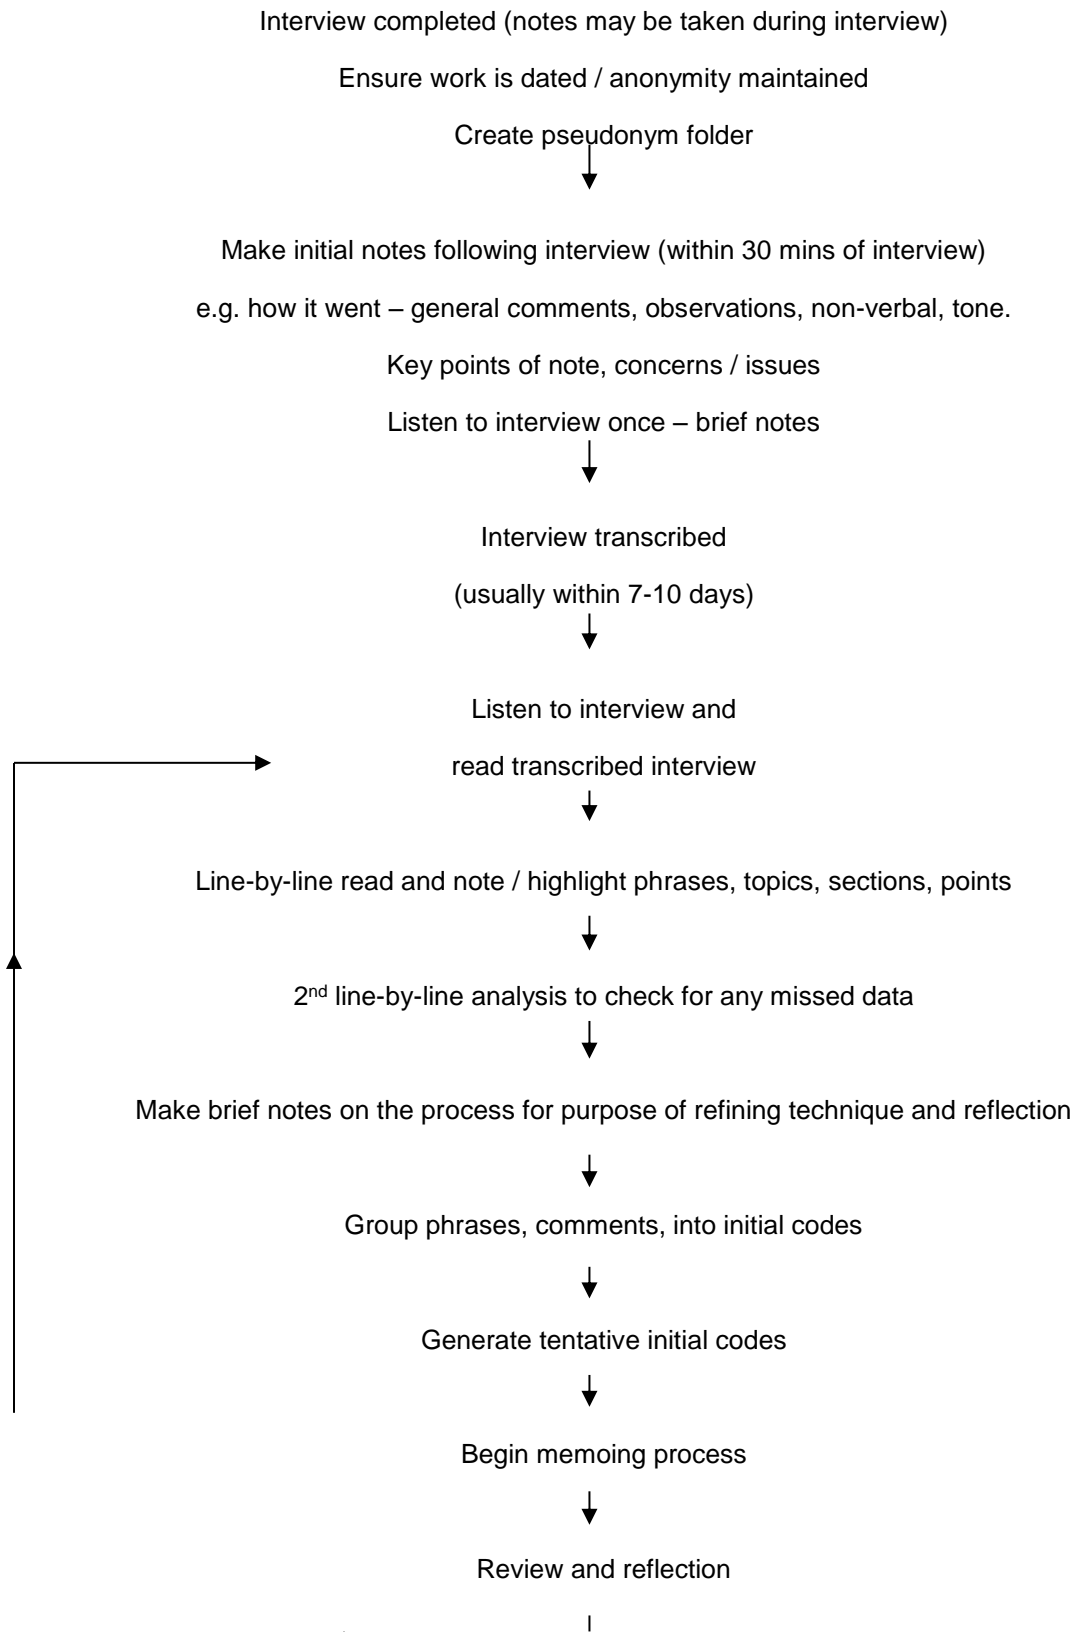 Interview completed (notes may be taken during interview)
Ensure work is dated / anonymity maintained
Create pseudonym folder
Make initial notes following interview (within 30 mins of interview)
e.g. how it went – general comments, observations, non-verbal, tone.
Key points of note, concerns / issues
Listen to interview once – brief notes
Interview transcribed
(usually within 7-10 days)
Listen to interview and
read transcribed interview
Line-by-line read and note / highlight phrases, topics, sections, points
2nd line-by-line analysis to check for any missed data
Make brief notes on the process for purpose of refining technique and reflection
Group phrases, comments, into initial codes
Generate tentative initial codes
Begin memoing process
Review and reflection